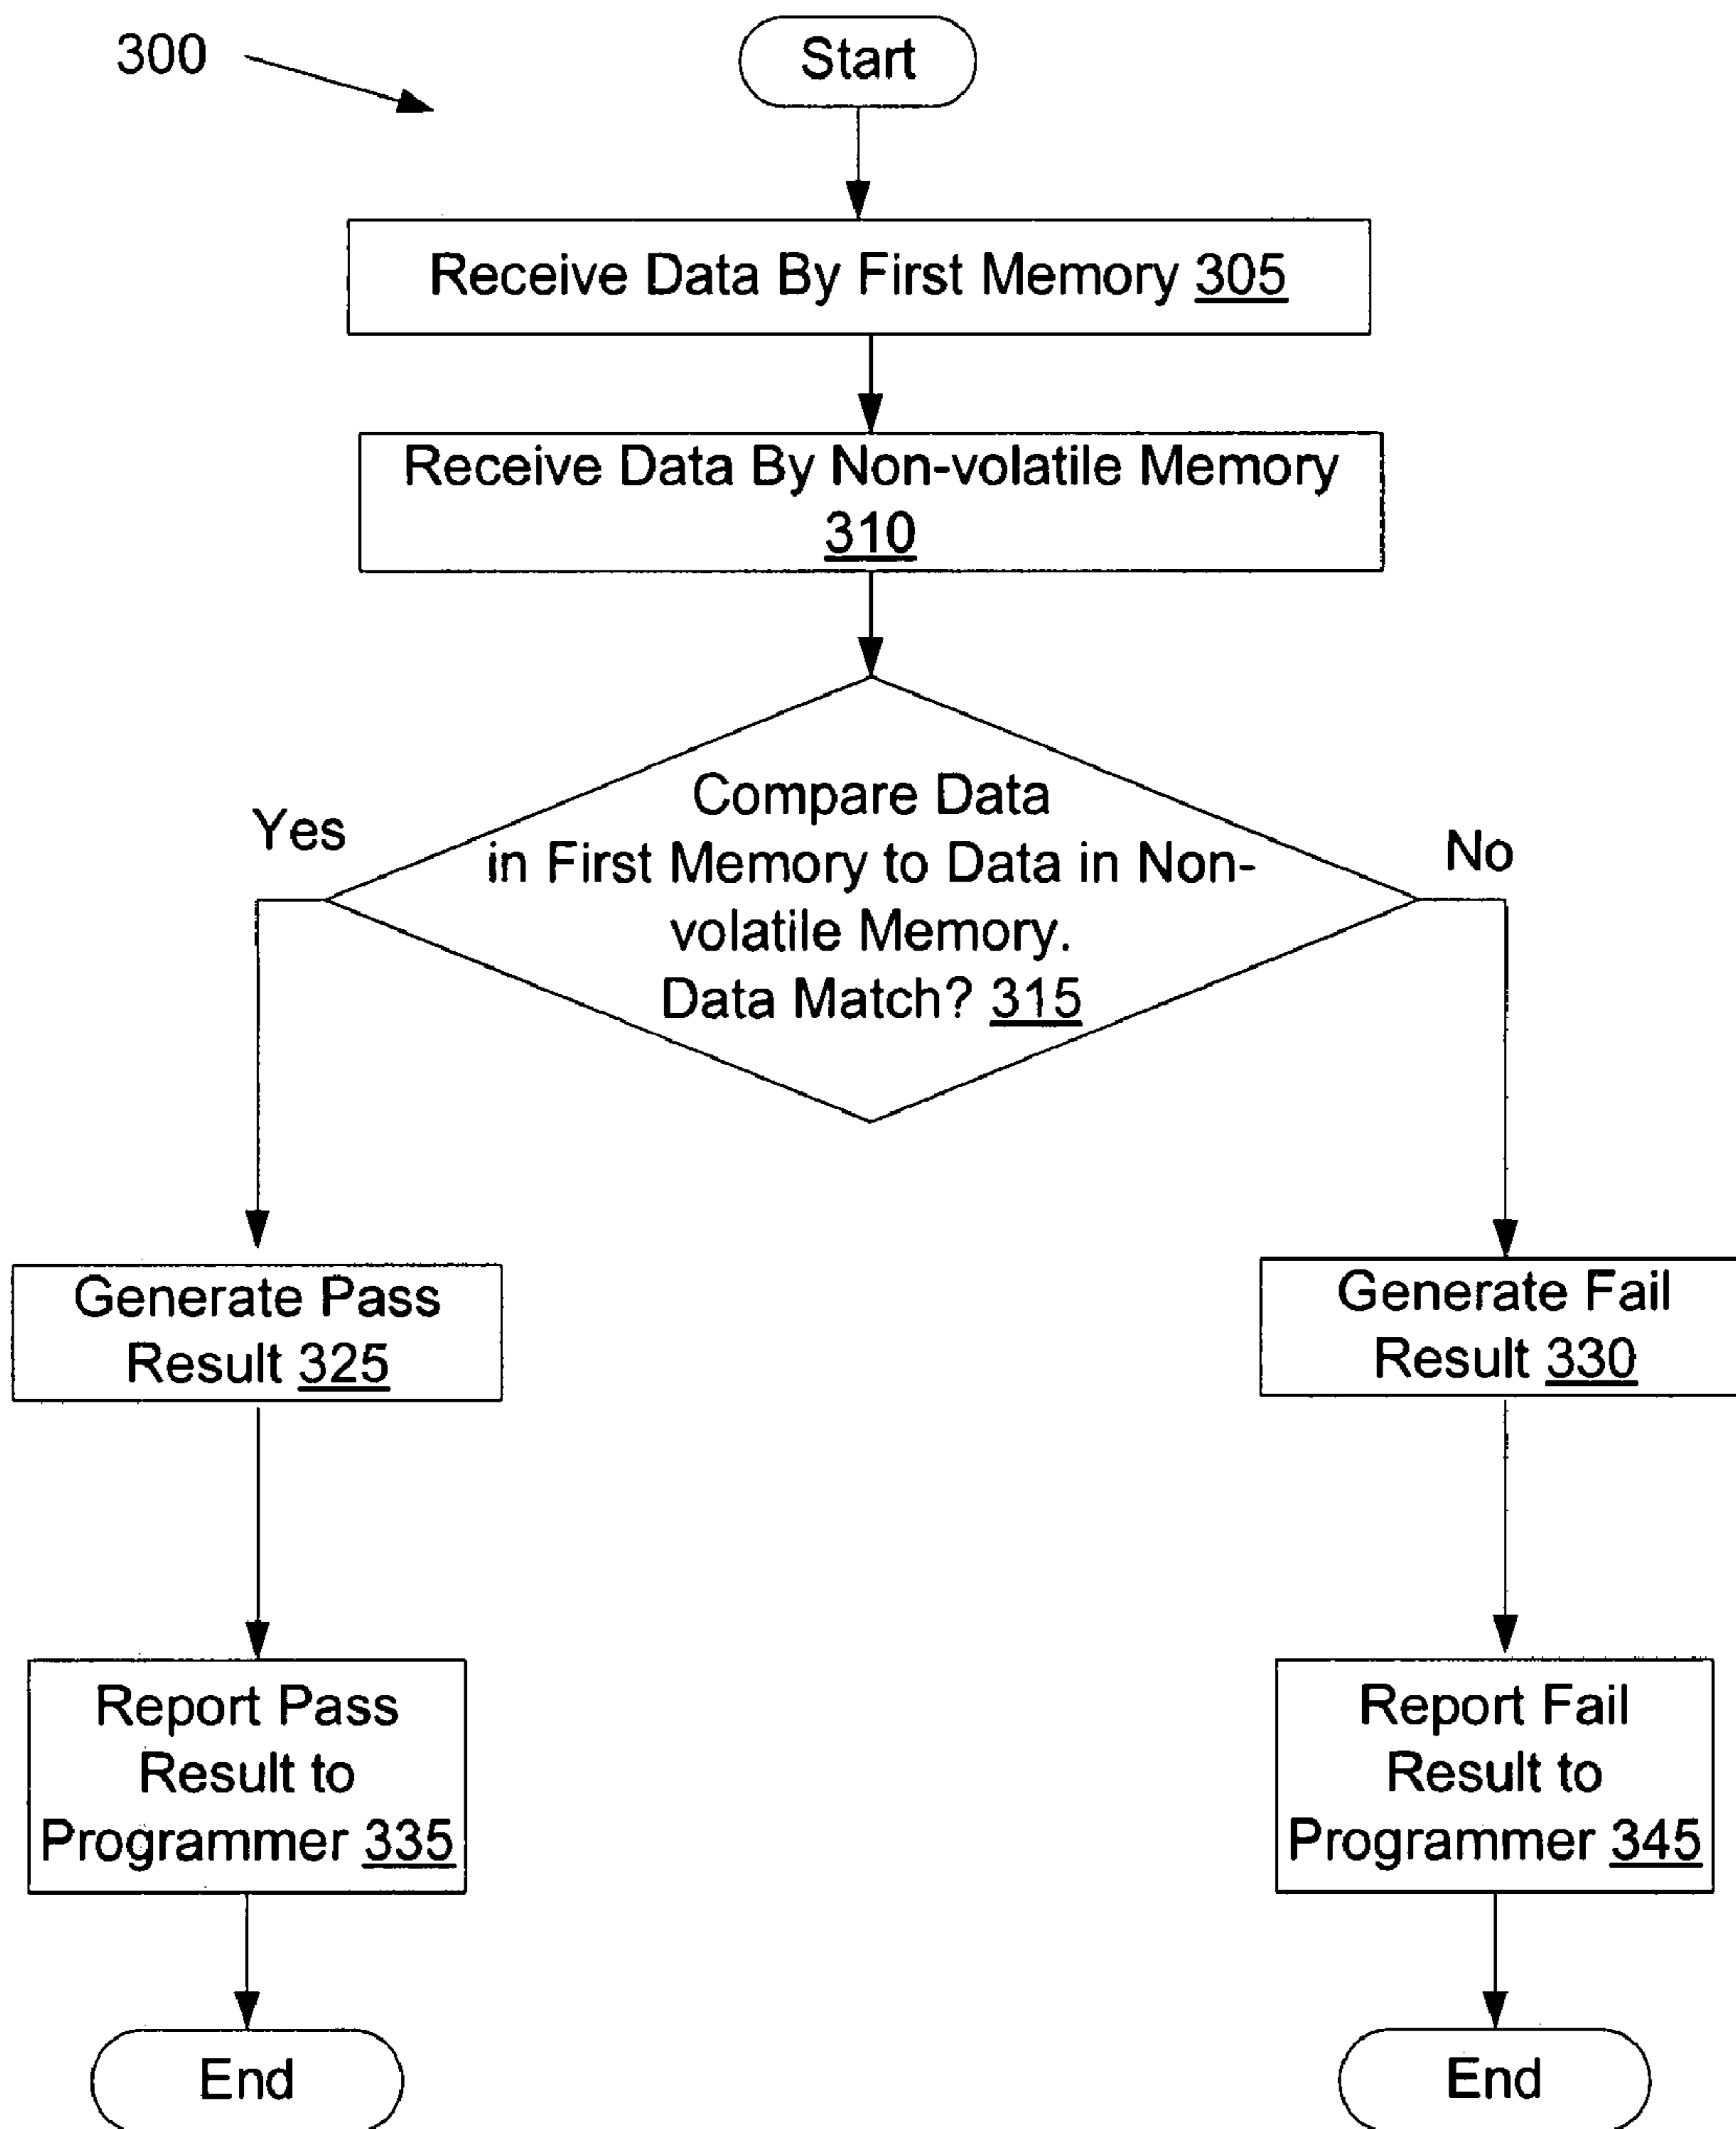 300
Start
Receive Data By First Memory 305
Receive Data By Non-volatile Memory
310
Compare Data
in First Memory to Data in Non-
volatile Memory.
Data Match? 315
Yes
No
Generate Pass
Result 325
Generate Fail
Result 330
Report Pass
Result to
Programmer 335
Report Fail
Result to
Programmer 345
End
End